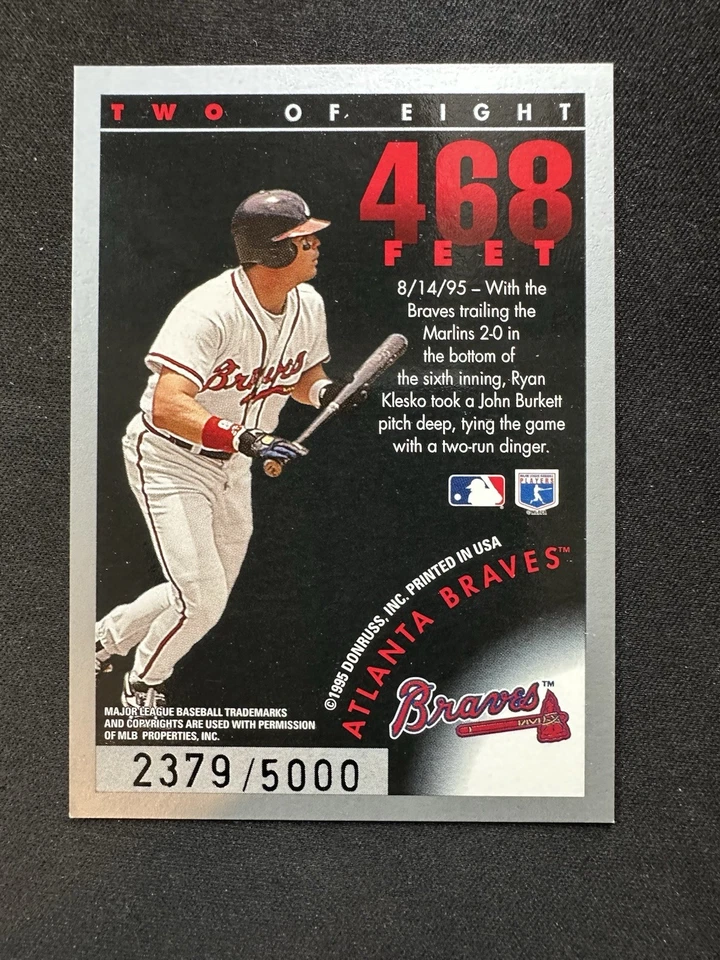 TWO OF EIGHT
468
FEET
8/14/95 – With the
Braves trailing the
Marlins 2-0 in
the bottom of
the sixth inning, Ryan
Klesko took a John Burkett
pitch deep, tying the game
with a two-run dinger.
Braves
PLAYERS
©1995 DONRUSS, INC. PRINTED IN USA
ATLANTA BRAVES™
Braves™
MAJOR LEAGUE BASEBALL TRADEMARKS
AND COPYRIGHTS ARE USED WITH PERMISSION
OF MLB PROPERTIES, INC.
2379/5000